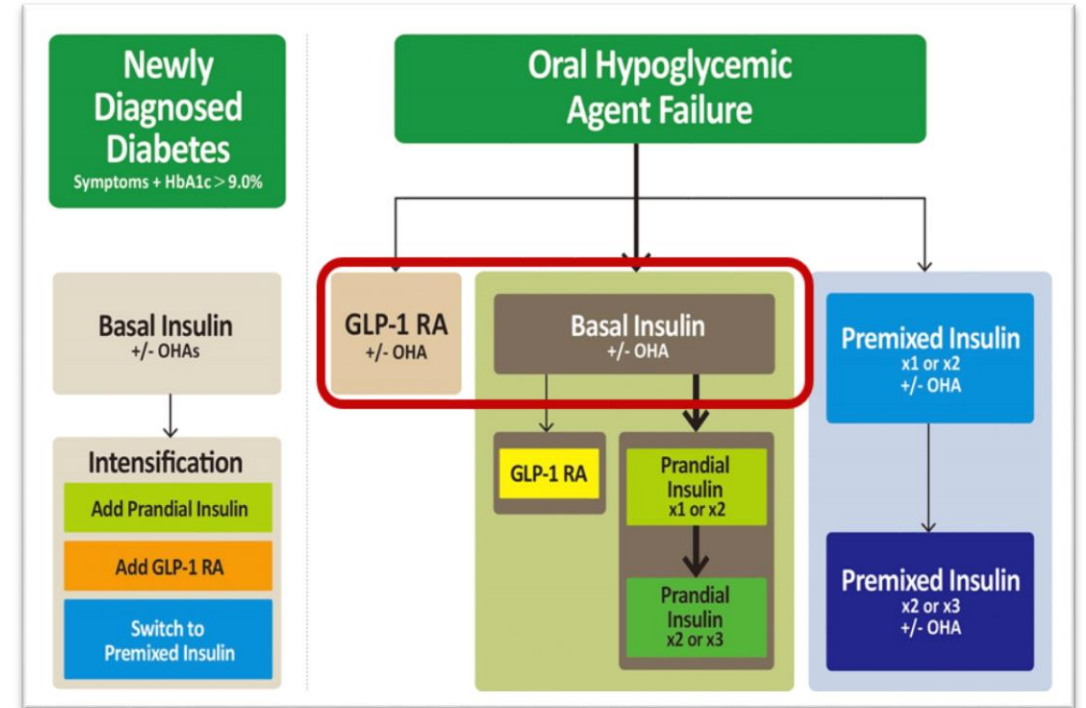 Newly
Diagnosed
Diabetes
Symptoms + HbA1c > 9.0%
Basal Insulin
+/- OHAs
Intensification
Add Prandial Insulin
Add GLP-1 RA
Switch to
Premixed Insulin
Oral Hypoglycemic
Agent Failure
GLP-1 RA
+/- OHA
Basal Insulin
+/- OHA
GLP-1 RA
Prandial
Insulin
x1 or x2
Prandial
Insulin
x2 or x3
Premixed Insulin
x1 or x2
+/- OHA
Premixed Insulin
x2 or x3
+/- OHA